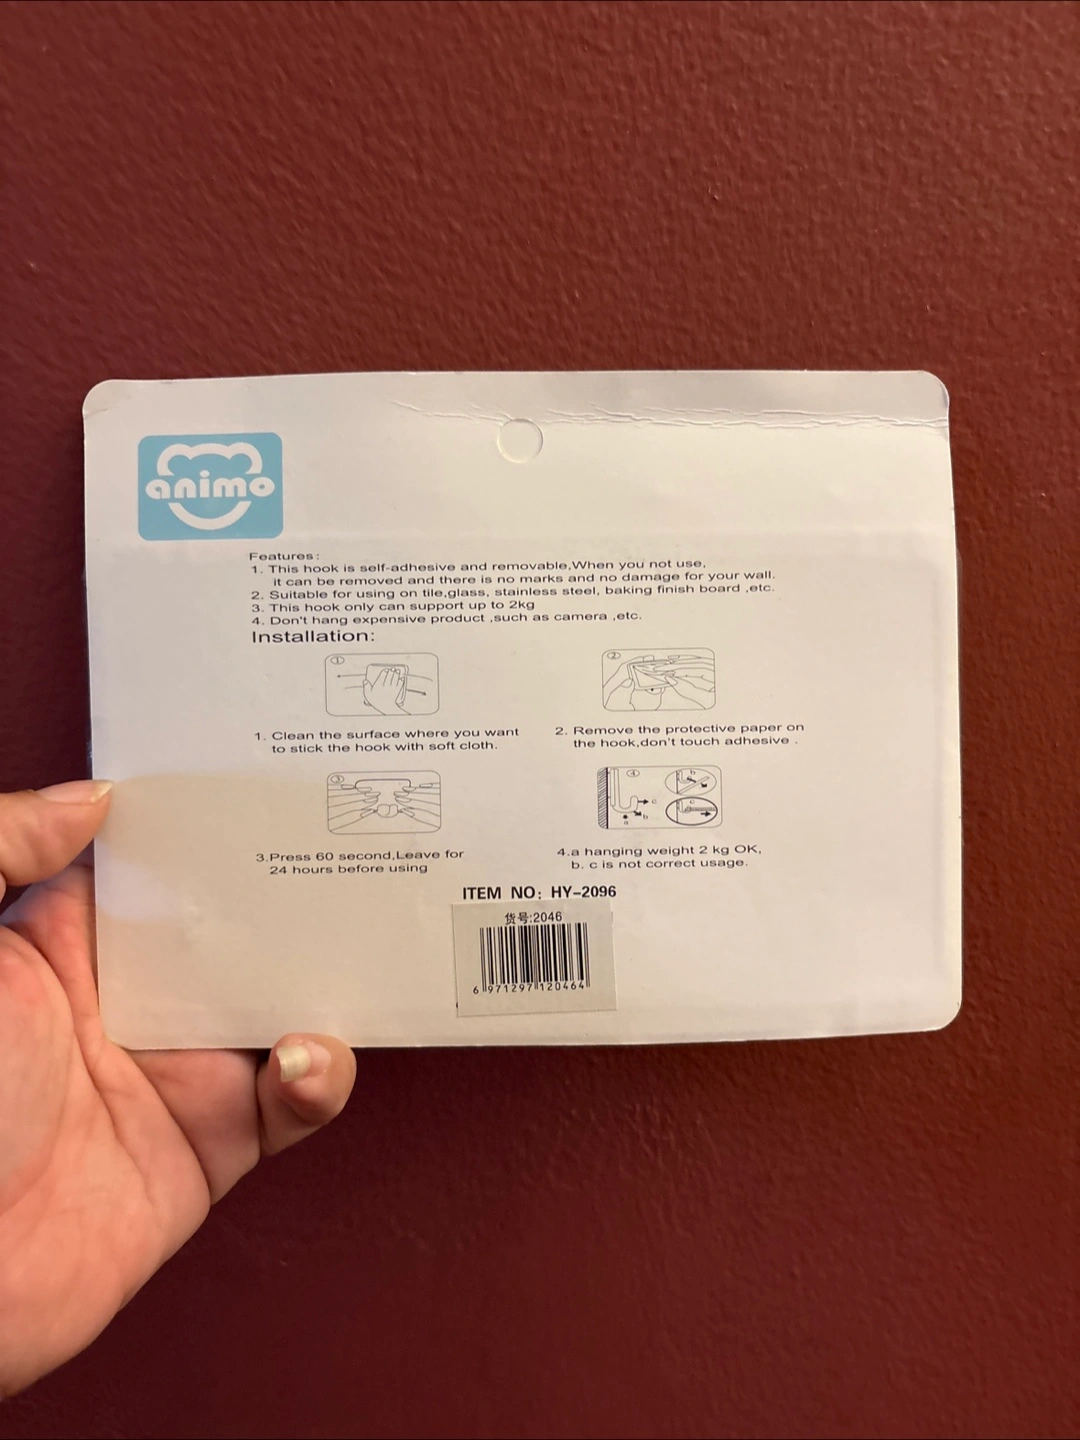 animo
Features:
1. This hook is self-adhesive and removable,When you not use,
it can be removed and there is no marks and no damage for your wall.
2. Suitable for using on tile,glass, stainless steel, baking finish board ,etc.
3. This hook only can support up to 2kg
4. Don't hang expensive product ,such as camera ,etc.
Installation:
①
②
1. Clean the surface where you want
to stick the hook with soft cloth.
2. Remove the protective paper on
the hook,don't touch adhesive .
③
④
b
c
a
b
c
3.Press 60 second,Leave for
24 hours before using
4.a hanging weight 2 kg OK,
b. c is not correct usage.
ITEM NO: HY-2096
货号:2046
6 971297 120464